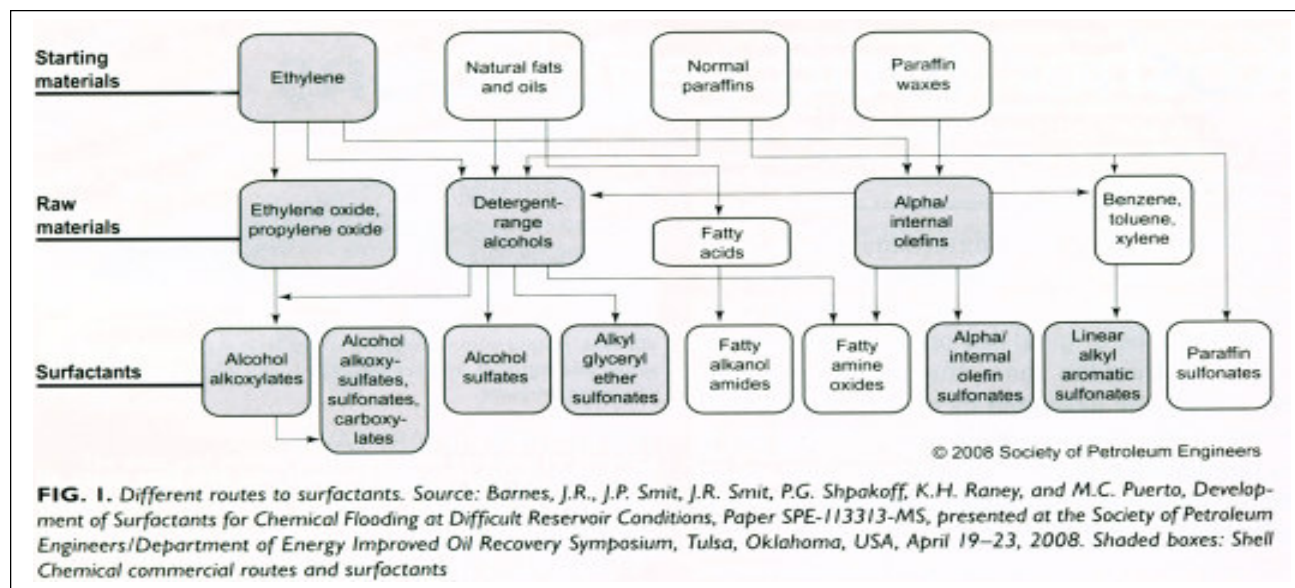 Starting
materials
Ethylene
Natural fats
and oils
Normal
paraffins
Paraffin
waxes
Raw
materials
Ethylene oxide,
propylene oxide
Detergent-
range
alcohols
Fatty
acids
Alpha/
internal
olefins
Benzene,
toluene,
xylene
Surfactants
Alcohol
alkoxylates
Alcohol
alkoxy-
sulfates,
sulfonates,
carboxy-
lates
Alcohol
sulfates
Alkyl
glyceryl
ether
sulfonates
Fatty
alkanol
amides
Fatty
amine
oxides
Alpha/
internal
olefin
sulfonates
Linear
alkyl
aromatic
sulfonates
Paraffin
sulfonates
© 2008 Society of Petroleum Engineers
FIG. 1. Different routes to surfactants. Source: Barnes, J.R., J.P. Smit, J.R. Smit, P.G. Shpakoff, K.H. Raney, and M.C. Puerto, Develop-
ment of Surfactants for Chemical Flooding at Difficult Reservoir Conditions, Paper SPE-113313-MS, presented at the Society of Petroleum
Engineers/Department of Energy Improved Oil Recovery Symposium, Tulsa, Oklahoma, USA, April 19–23, 2008. Shaded boxes: Shell
Chemical commercial routes and surfactants